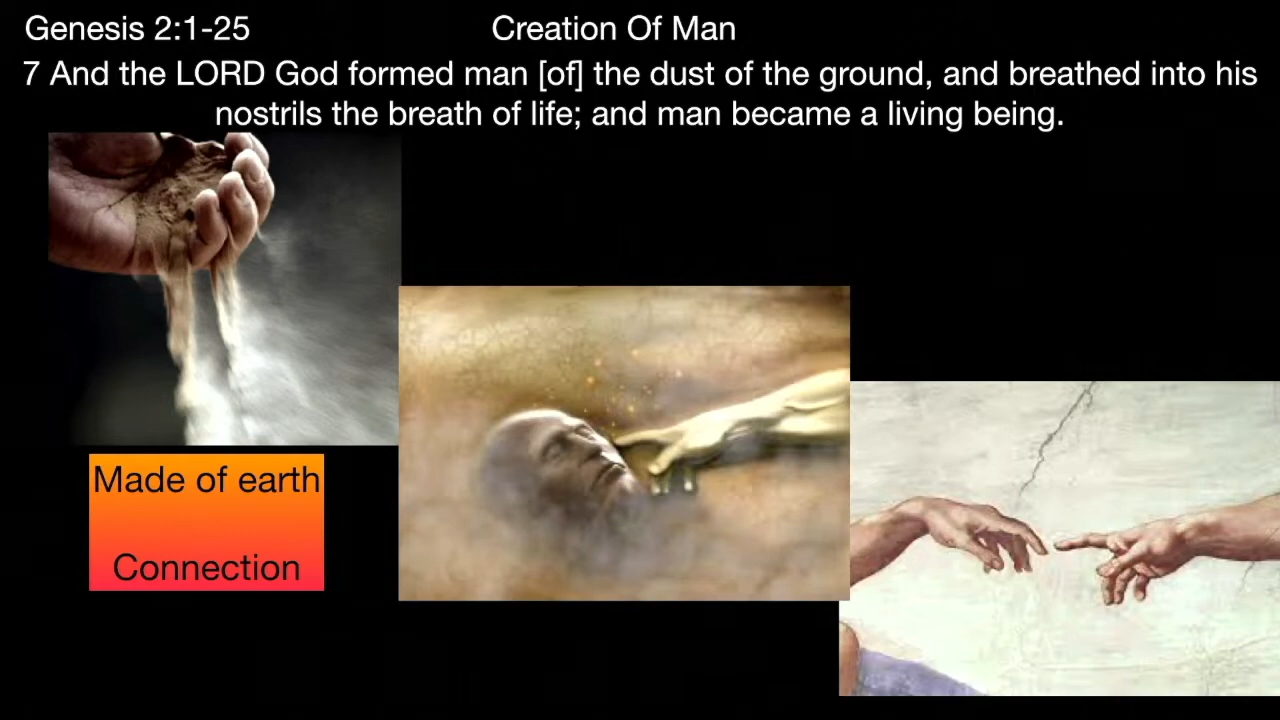 Genesis 2:1-25 Creation Of Man
7 And the LORD God formed man [of] the dust of the ground, and breathed into his
nostrils the breath of life; and man became a living being.
Made of earth
Connection